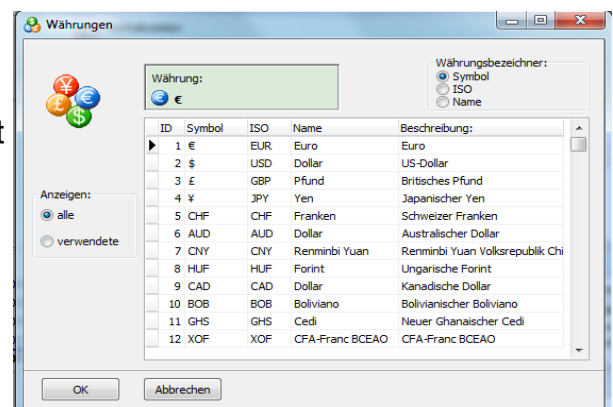 Währungen
Währung:
€
Währungsbezeichner:
Symbol
ISO
Name
t
Anzeigen:
alle
verwendete
ID Symbol ISO Name Beschreibung:
1 € EUR Euro Euro
2 $ USD Dollar US-Dollar
3 £ GBP Pfund Britisches Pfund
4 ¥ JPY Yen Japanischer Yen
5 CHF CHF Franken Schweizer Franken
6 AUD AUD Dollar Australischer Dollar
7 CNY CNY Renminbi Yuan Renminbi Yuan Volksrepublik Chi
8 HUF HUF Forint Ungarische Forint
9 CAD CAD Dollar Kanadische Dollar
10 BOB BOB Boliviano Bolivianischer Boliviano
11 GHS GHS Cedi Neuer Ghanaischer Cedi
12 XOF XOF CFA-Franc BCEAO CFA-Franc BCEAO
OK Abbrechen